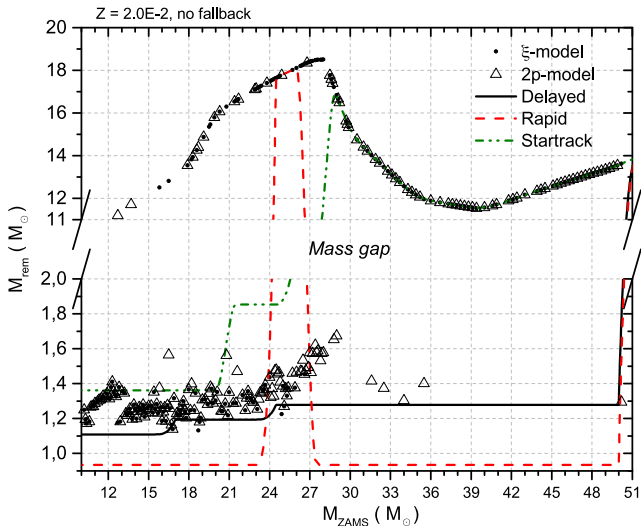 Z = 2.0E-2, no fallback
20
18
16
14
12
11
2,0
1,8
1,6
1,4
1,2
1,0
M_rem ( M_⊙ )
ξ-model
2p-model
Delayed
Rapid
Startrack
Mass gap
12 15 18 21 24 27 30 33 36 39 42 45 48 51
M_ZAMS ( M_⊙ )